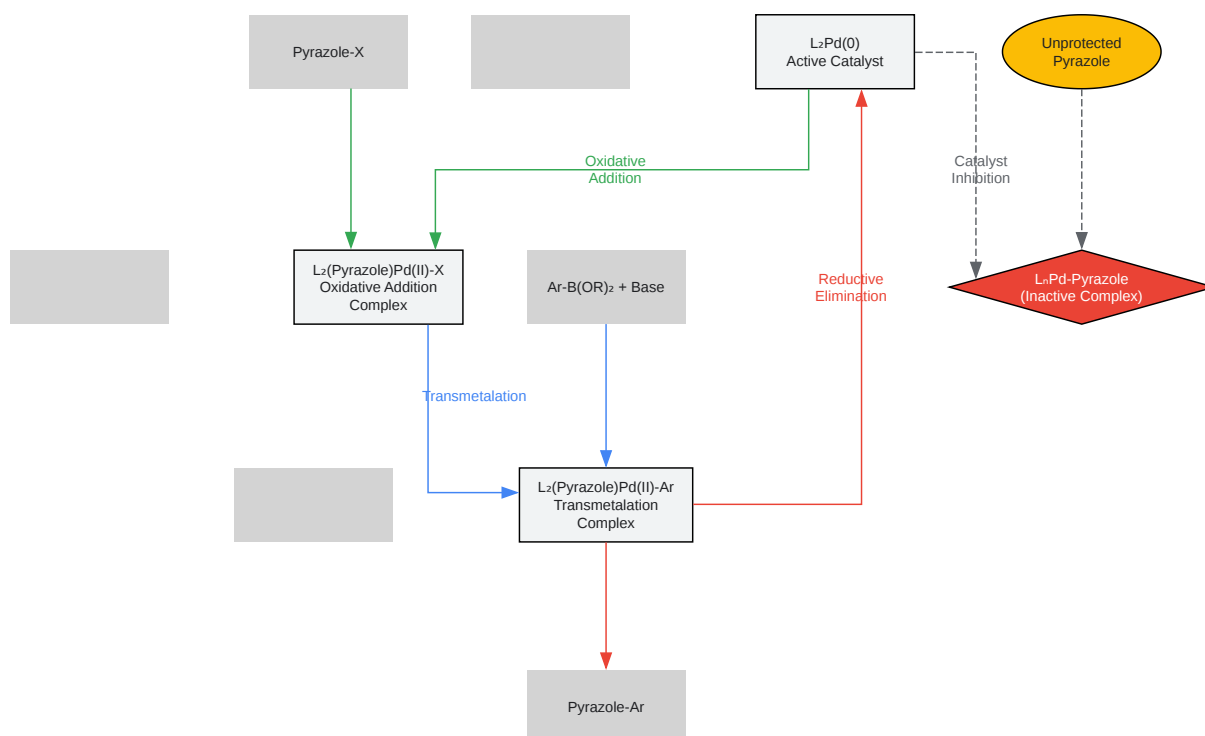 Pyrazole-X
L₂Pd(0)
Active Catalyst
Unprotected
Pyrazole
Oxidative
Addition
Catalyst
Inhibition
L₂(Pyrazole)Pd(II)-X
Oxidative Addition
Complex
Ar-B(OR)₂ + Base
Reductive
Elimination
LₙPd-Pyrazole
(Inactive Complex)
Transmetalation
L₂(Pyrazole)Pd(II)-Ar
Transmetalation
Complex
Pyrazole-Ar